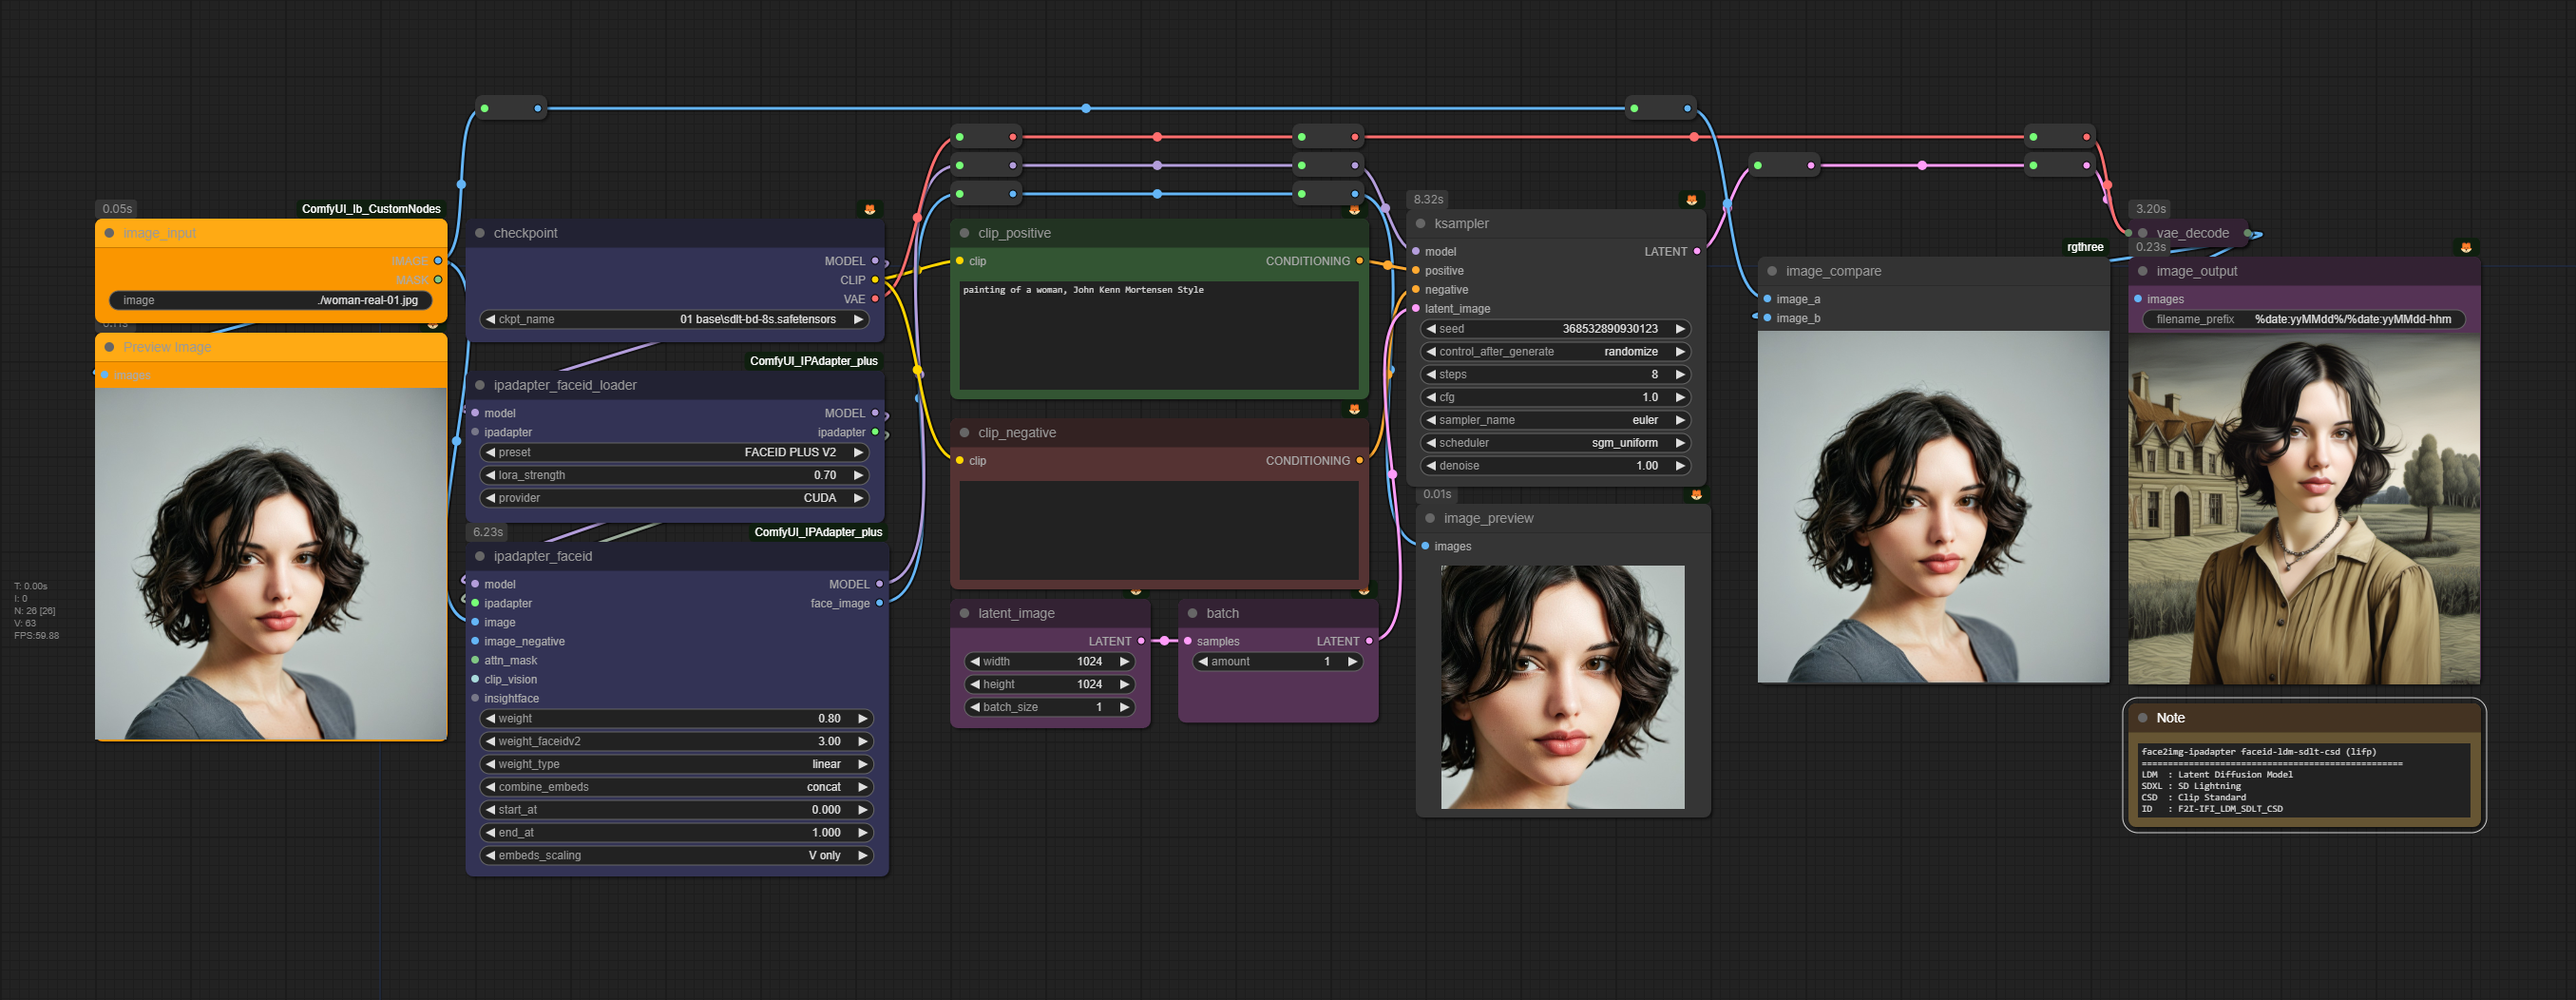 0.05s
ComfyUI_lb_CustomNodes
image_input
IMAGE
MASK
image ./woman-real-01.jpg
Preview Image
images
T: 0.00s
I: 0
N: 26 [26]
V: 63
FPS:59.88
checkpoint
MODEL
CLIP
VAE
ckpt_name 01 base\sdlt-bd-8s.safetensors
ComfyUI_IPAdapter_plus
ipadapter_faceid_loader
model MODEL
ipadapter ipadapter
preset FACEID PLUS V2
lora_strength 0.70
provider CUDA
6.23s ComfyUI_IPAdapter_plus
ipadapter_faceid
model MODEL
ipadapter face_image
image
image_negative
attn_mask
clip_vision
insightface
weight 0.80
weight_faceidv2 3.00
weight_type linear
combine_embeds concat
start_at 0.000
end_at 1.000
embeds_scaling V only
clip_positive
clip CONDITIONING
painting of a woman, John Kenn Mortensen Style
clip_negative
clip CONDITIONING
latent_image
LATENT
width 1024
height 1024
batch_size 1
batch
samples LATENT
amount 1
8.32s
ksampler
model LATENT
positive
negative
latent_image
seed 368532890930123
control_after_generate randomize
steps 8
cfg 1.0
sampler_name euler
scheduler sgm_uniform
denoise 1.00
0.01s
image_preview
images
rgthree
image_compare
image_a
image_b
3.20s
vae_decode
0.23s
image_output
images
filename_prefix %date:yyMMdd%/%date:yyMMdd-hhm
Note
face2img-ipadapter faceid-ldm-sdlt-csd (lifp)
==================================================
LDM : Latent Diffusion Model
SDXL : SD Lightning
CSD : Clip Standard
ID : F2I-IFI_LDM_SDLT_CSD